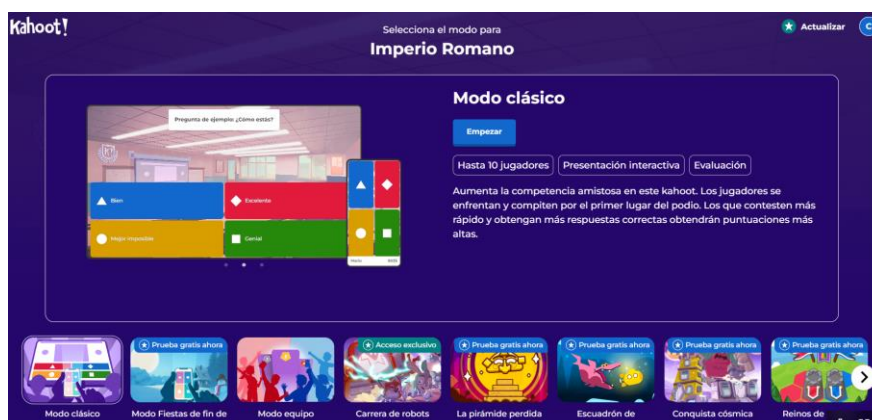 Kahoot!
Selecciona el modo para
Imperio Romano
Actualizar
C
Pregunta de ejemplo: ¿Cómo estás?
Bien
Excelente
Mejor imposible
Genial
Modo clásico
Empezar
Hasta 10 jugadores
Presentación interactiva
Evaluación
Aumenta la competencia amistosa en este kahoot. Los jugadores se
enfrentan y compiten por el primer lugar del podio. Los que contesten más
rápido y obtengan más respuestas correctas obtendrán puntuaciones más
altas.
Prueba gratis ahora
Acceso exclusivo
Prueba gratis ahora
Prueba gratis ahora
Prueba gratis ahora
Prueba gratis ahora
Modo clásico
Modo Fiestas de fin de
Modo equipo
Carrera de robots
La pirámide perdida
Escuadrón de
Conquista cósmica
Reinos de